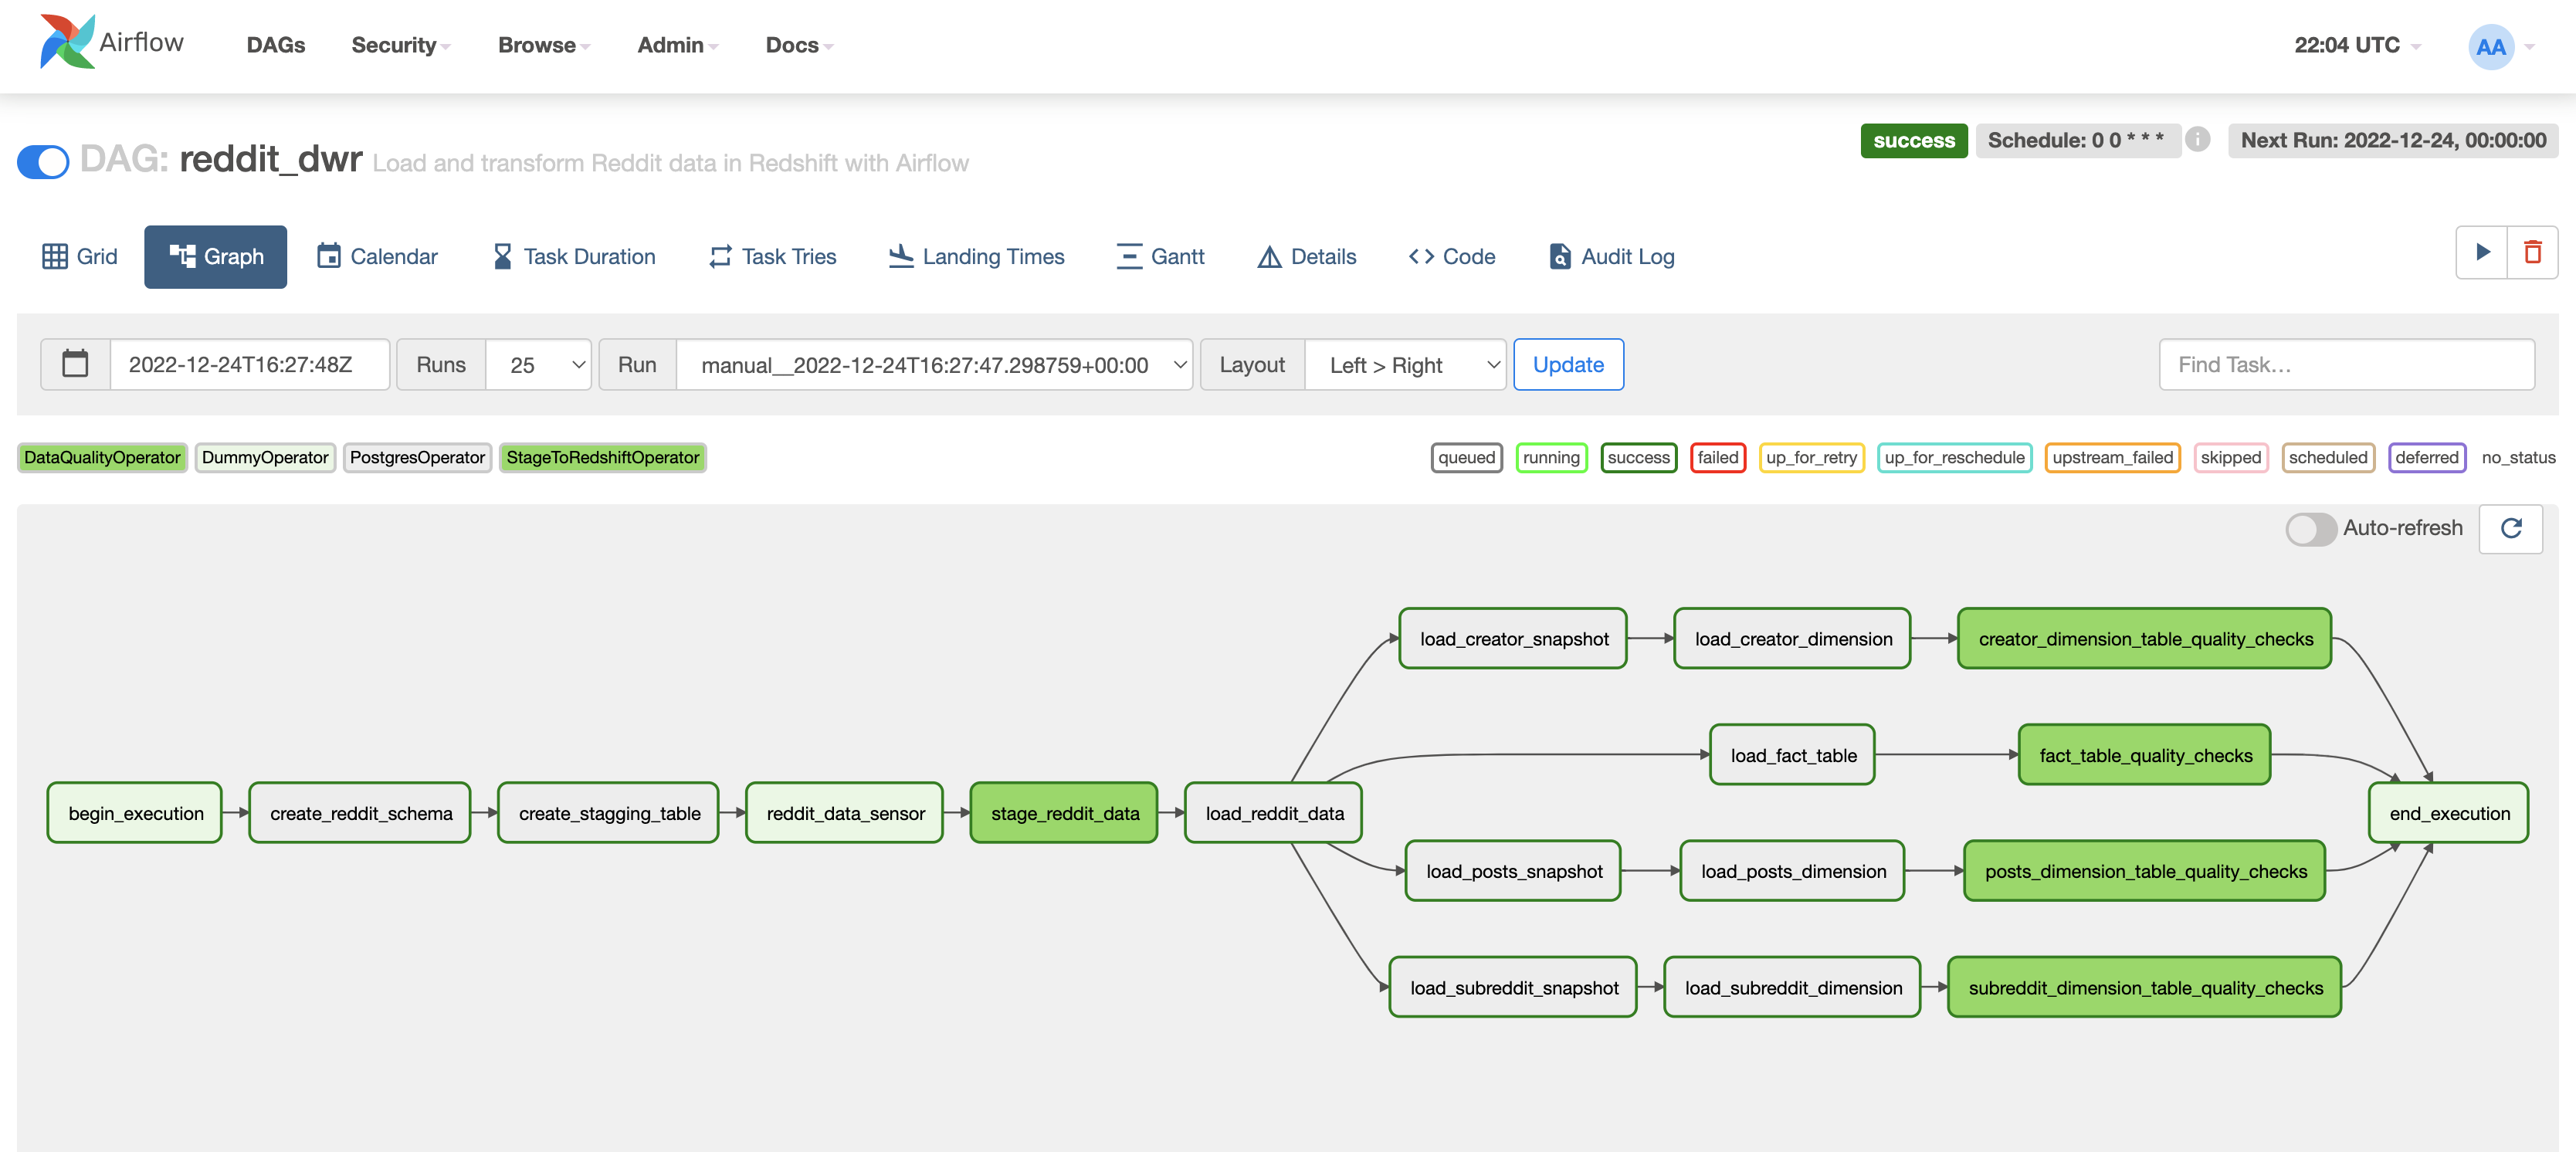 Airflow DAGs Security Browse Admin Docs 22:04 UTC AA
DAG: reddit_dwr Load and transform Reddit data in Redshift with Airflow
success Schedule: 0 0 * * * i Next Run: 2022-12-24, 00:00:00
Grid Graph Calendar Task Duration Task Tries Landing Times Gantt Details Code Audit Log
2022-12-24T16:27:48Z Runs 25 Run manual__2022-12-24T16:27:47.298759+00:00 Layout Left > Right Update Find Task…
DataQualityOperator DummyOperator PostgresOperator StageToRedshiftOperator queued running success failed up_for_retry up_for_reschedule upstream_failed skipped scheduled deferred no_status
Auto-refresh
load_creator_snapshot load_creator_dimension creator_dimension_table_quality_checks
load_fact_table fact_table_quality_checks
begin_execution create_reddit_schema create_stagging_table reddit_data_sensor stage_reddit_data load_reddit_data end_execution
load_posts_snapshot load_posts_dimension posts_dimension_table_quality_checks
load_subreddit_snapshot load_subreddit_dimension subreddit_dimension_table_quality_checks